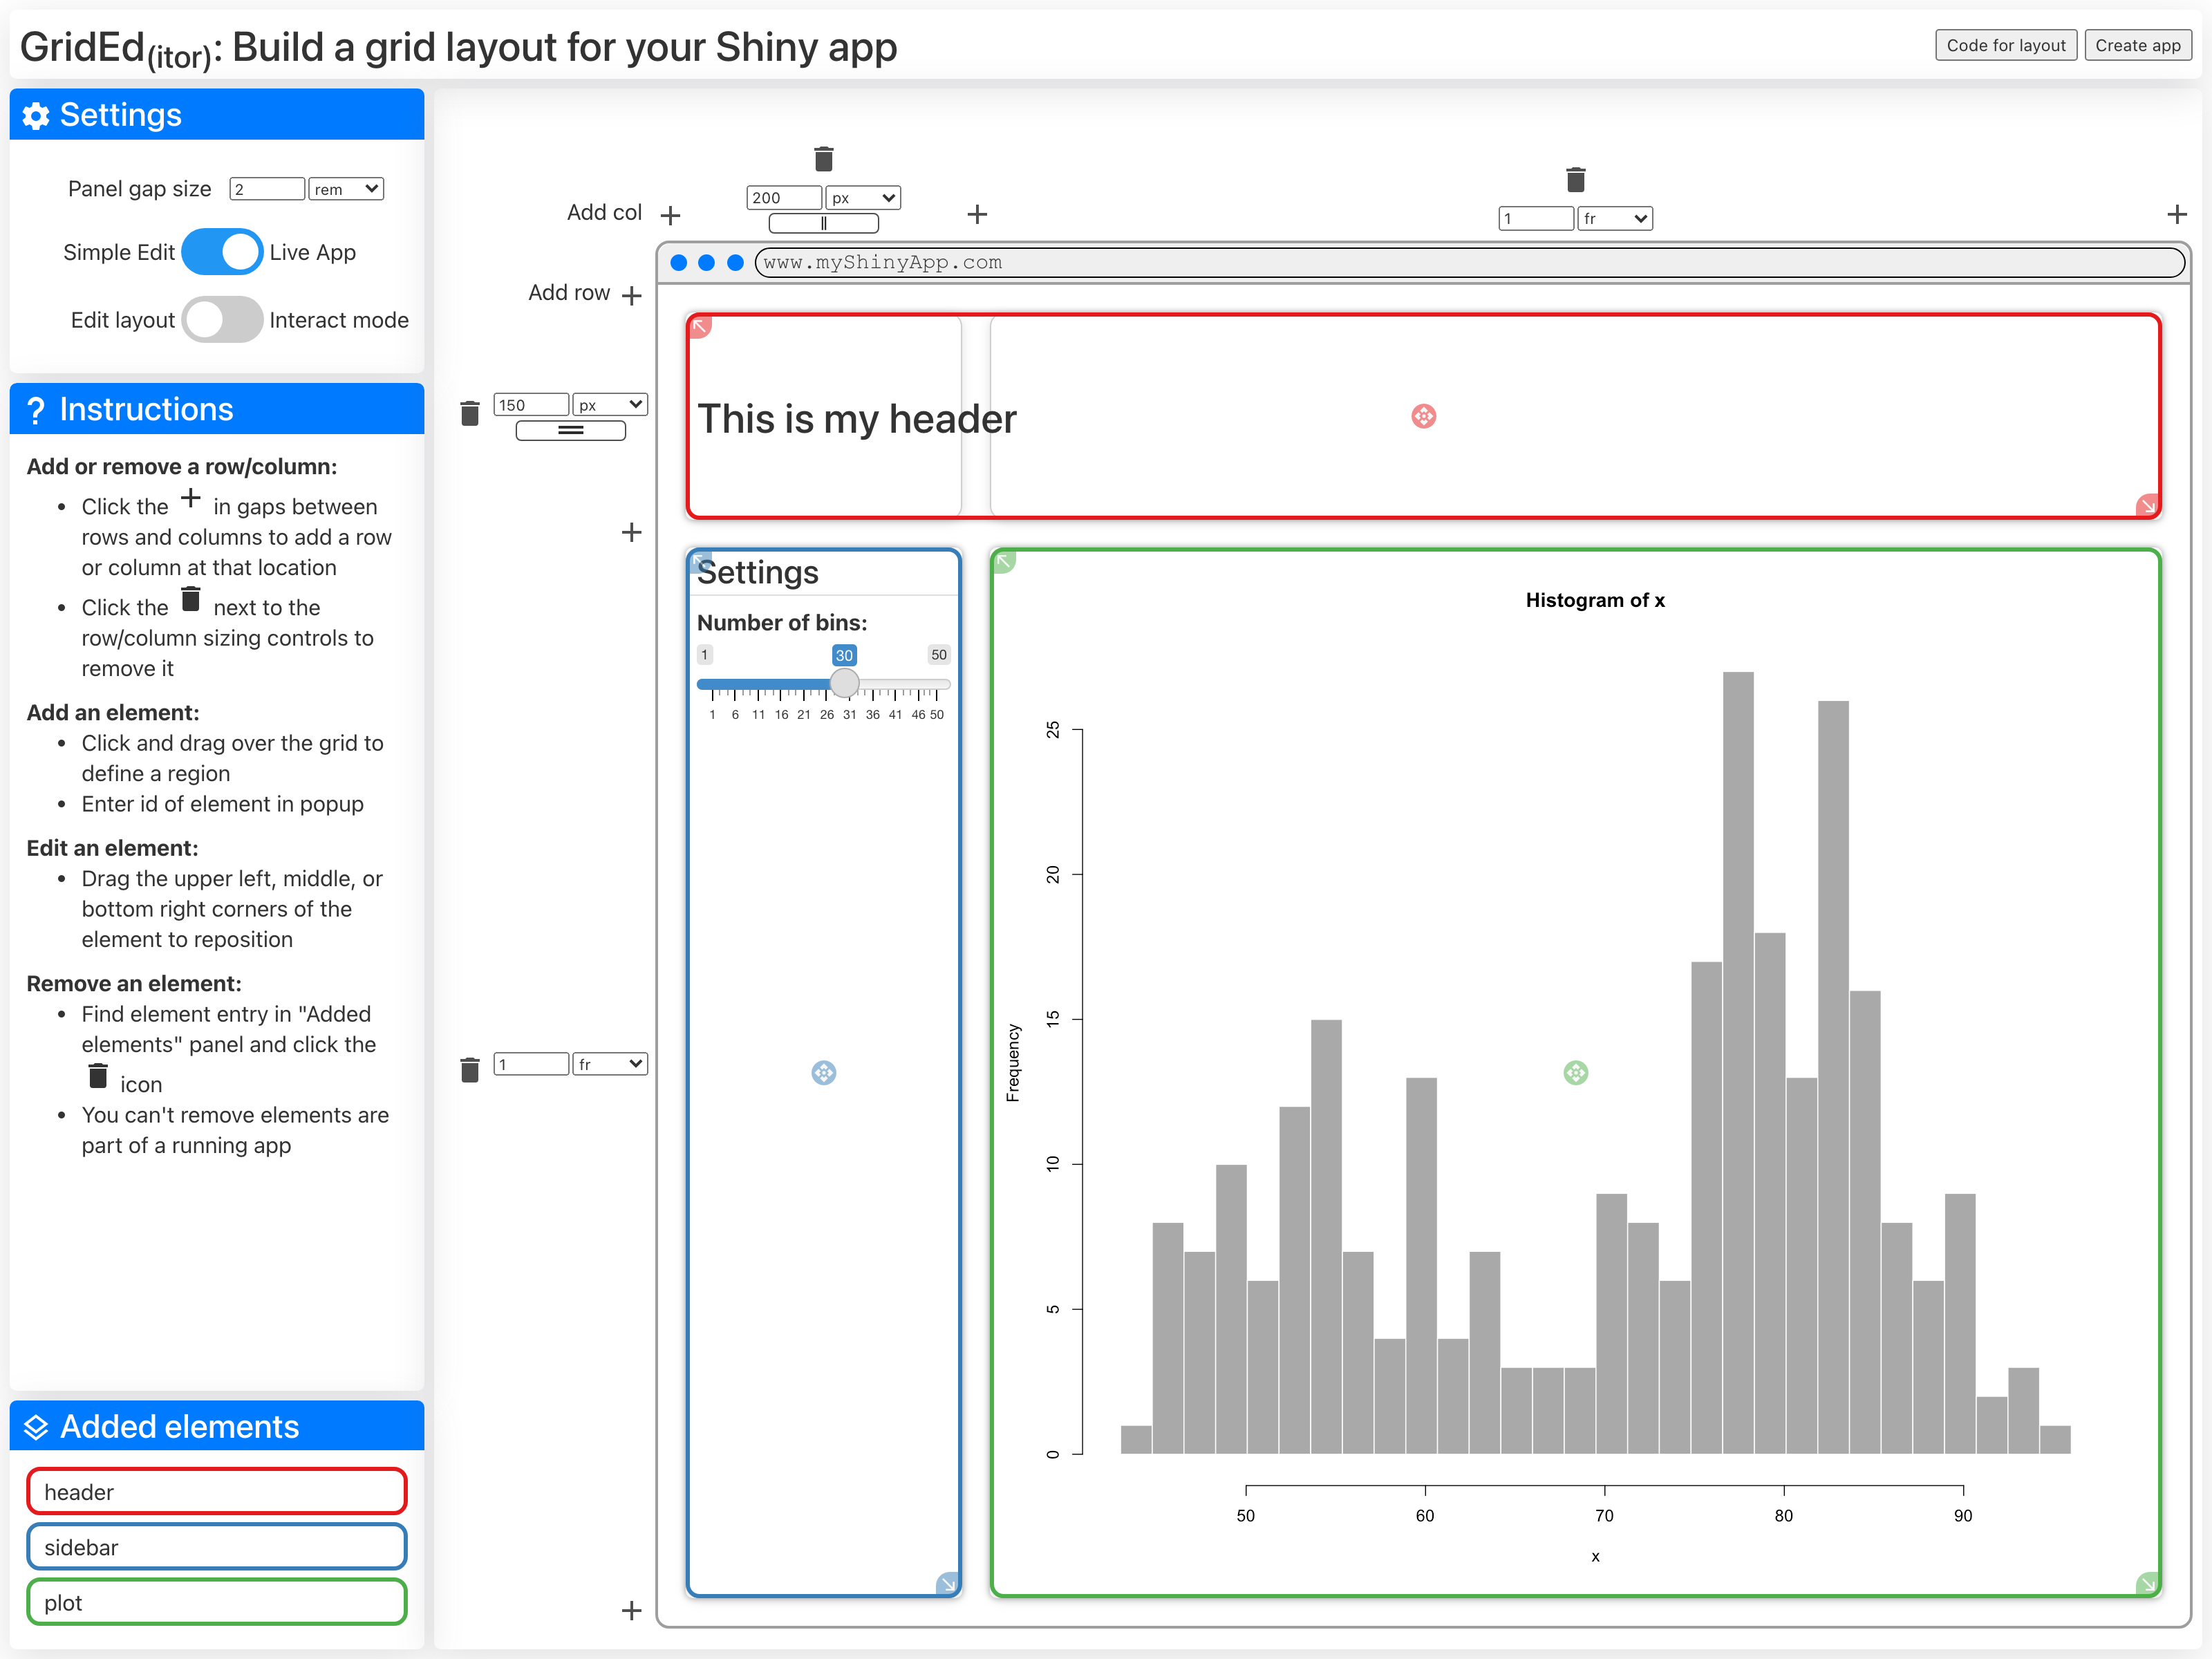 GridEd(itor): Build a grid layout for your Shiny app
Code for layout
Create app
Settings
Panel gap size 2 rem
Simple Edit Live App
Edit layout Interact mode
Instructions
Add or remove a row/column:
• Click the + in gaps between
rows and columns to add a row
or column at that location
• Click the next to the
row/column sizing controls to
remove it
Add an element:
• Click and drag over the grid to
define a region
• Enter id of element in popup
Edit an element:
• Drag the upper left, middle, or
bottom right corners of the
element to reposition
Remove an element:
• Find element entry in "Added
elements" panel and click the
icon
• You can't remove elements are
part of a running app
Added elements
header
sidebar
plot
Add col + 200 px + 1 fr +
www.myShinyApp.com
Add row +
150 px
+
1 fr
+
This is my header
Settings
Number of bins:
1 30 50
1 6 11 16 21 26 31 36 41 46 50
Histogram of x
Frequency
25
20
15
10
5
0
50 60 70 80 90
x